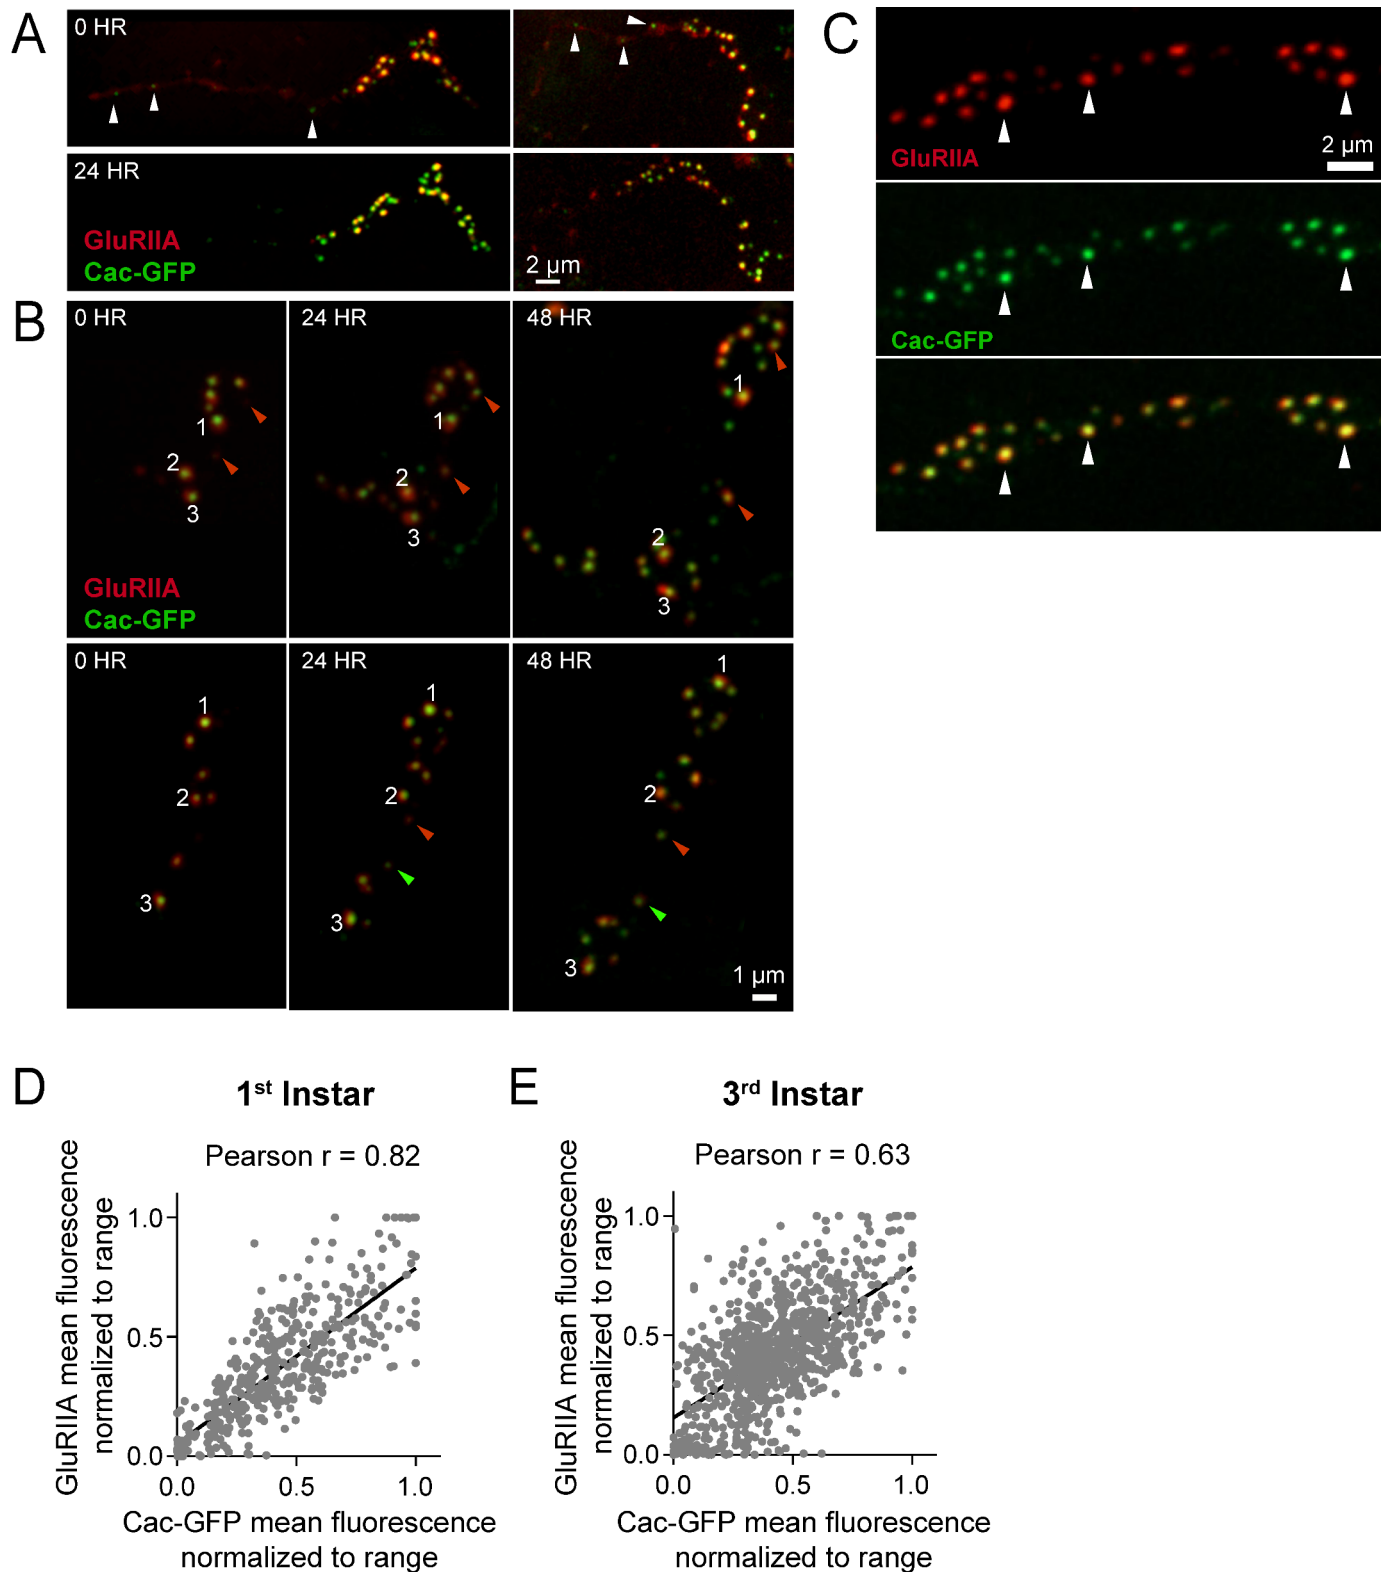 A
0 HR
24 HR
GluRIIA
Cac-GFP
2 µm
B
0 HR
24 HR
48 HR
1
2
3
1
2
3
1
2
3
GluRIIA
Cac-GFP
0 HR
24 HR
48 HR
1
2
3
1
2
3
1
2
3
1 µm
C
GluRIIA
2 µm
Cac-GFP
D
1st Instar
Pearson r = 0.82
GluRIIA mean fluorescence
normalized to range
1.0
0.5
0.0
0.0 0.5 1.0
Cac-GFP mean fluorescence
normalized to range
E
3rd Instar
Pearson r = 0.63
GluRIIA mean fluorescence
normalized to range
1.0
0.5
0.0
0.0 0.5 1.0
Cac-GFP mean fluorescence
normalized to range